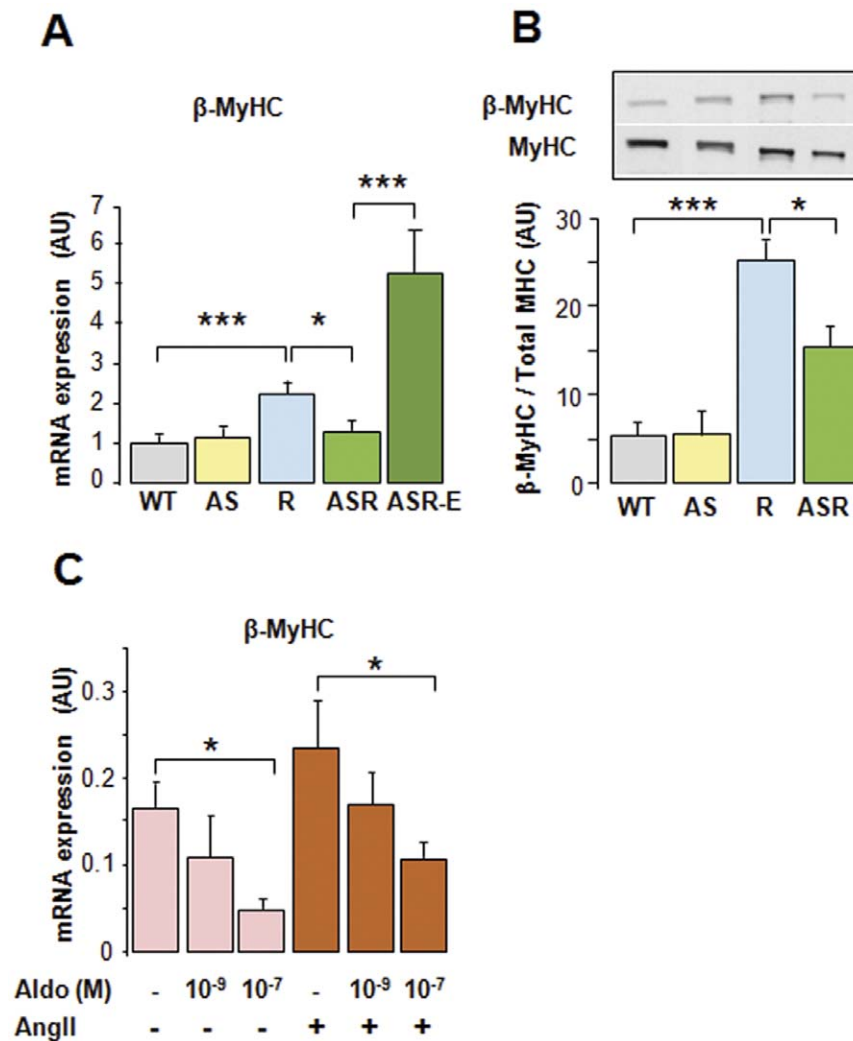 A
β-MyHC
mRNA expression (AU)
7
6
5
4
3
2
1
0
***
*
***
WT AS R ASR ASR-E
B
β-MyHC
MyHC
β-MyHC / Total MHC (AU)
30
20
10
0
***
*
WT AS R ASR
C
β-MyHC
mRNA expression (AU)
0.3
0.2
0.1
0
*
*
Aldo (M) - 10⁻⁹ 10⁻⁷ - 10⁻⁹ 10⁻⁷
AngII - - - + + +